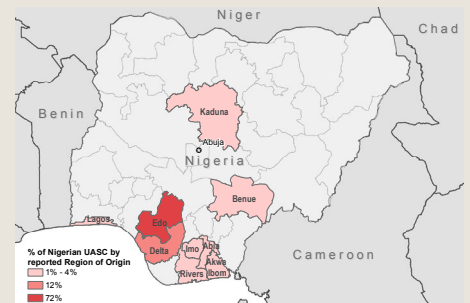 Niger
Chad
Benin
Kaduna
Abuja
Nigeria
Benue
Lagos
Edo
Delta
Imo
Abia
Akwa
Ibom
Rivers
Cameroon
% of Nigerian UASC by
reported Region of Origin
1% - 4%
12%
72%